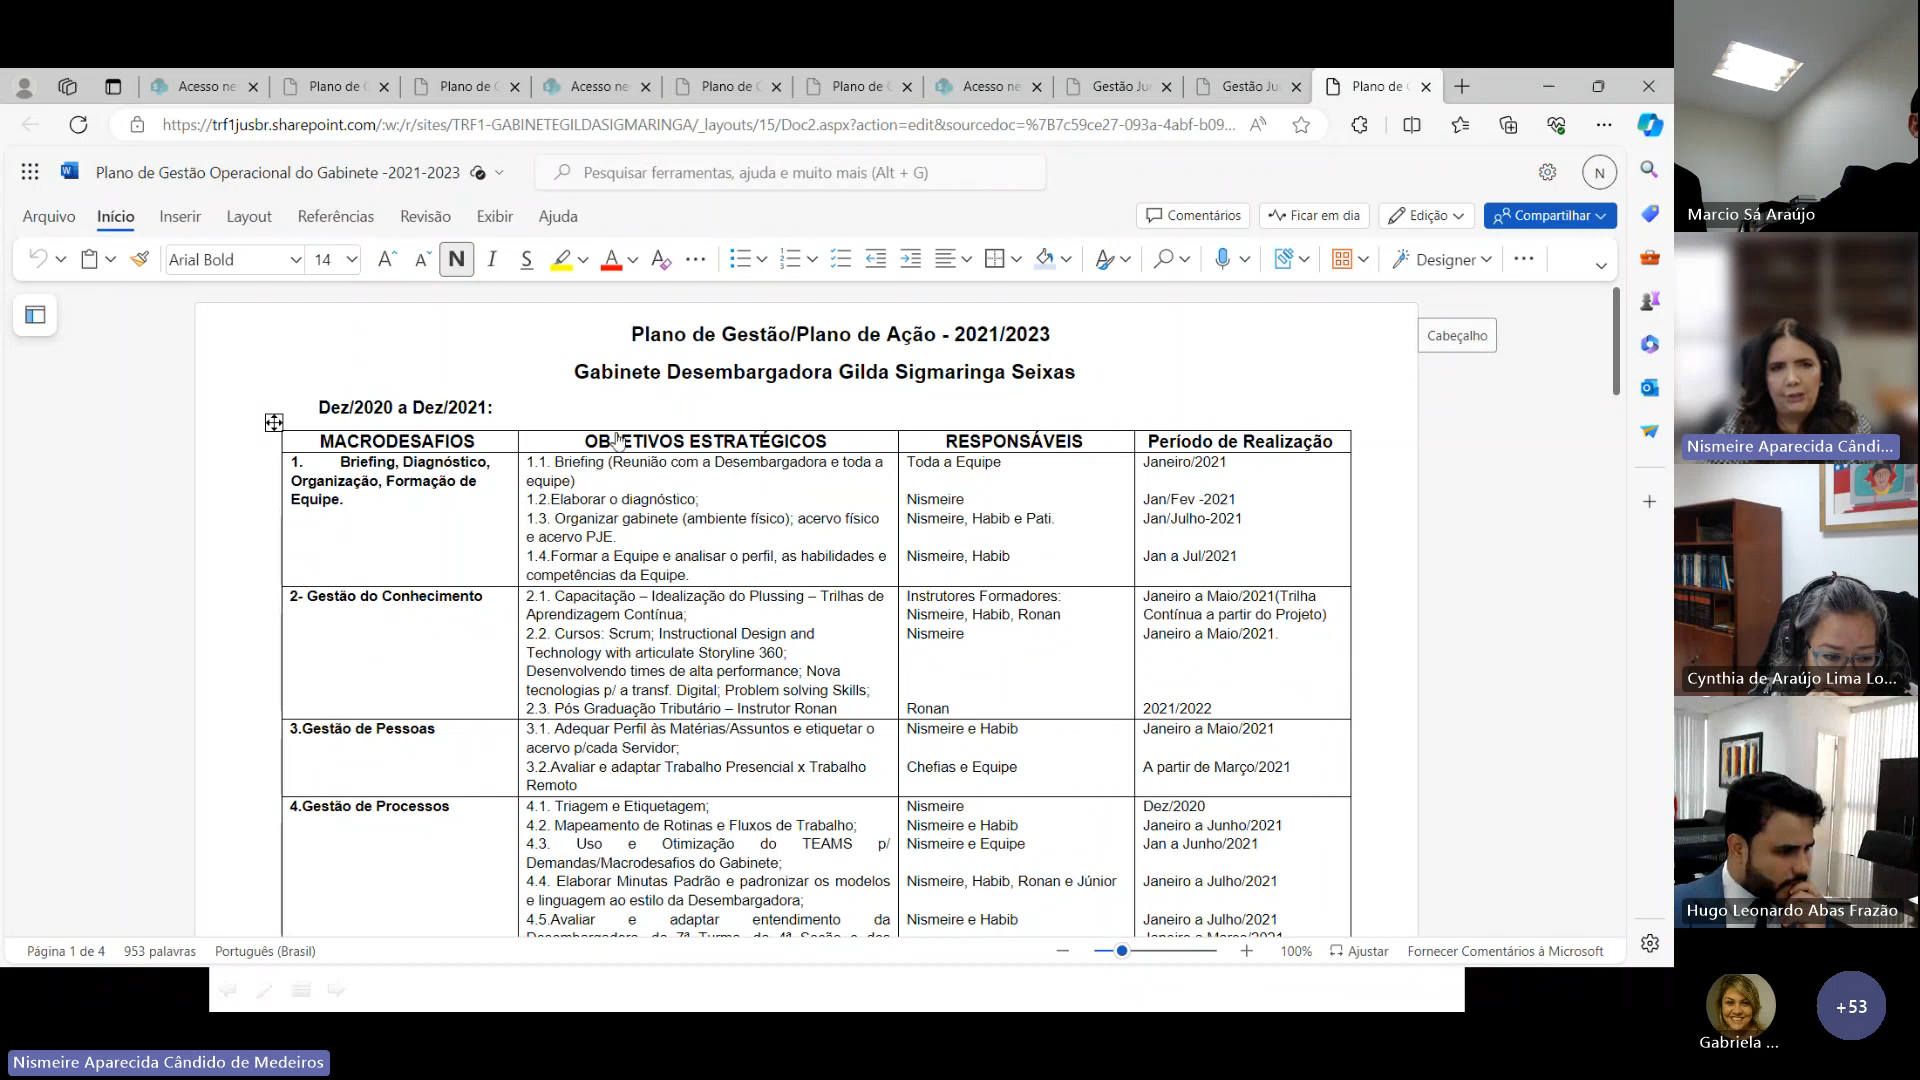 Acesso ne
Plano de G
Plano de G
Acesso ne
Plano de G
Plano de G
Acesso ne
Gestão Jur
Gestão Jur
Plano de G
https://trf1jusbr.sharepoint.com/:w:/r/sites/TRF1-GABINETEGILDASIGMARINGA/_layouts/15/Doc2.aspx?action=edit&sourcedoc=%7B7c59ce27-093a-4abf-b09...
Plano de Gestão Operacional do Gabinete -2021-2023
Pesquisar ferramentas, ajuda e muito mais (Alt + G)
N
Arquivo Início Inserir Layout Referências Revisão Exibir Ajuda
Comentários Ficar em dia Edição Compartilhar
Arial Bold 14 N I S A Designer
Plano de Gestão/Plano de Ação - 2021/2023
Cabeçalho
Gabinete Desembargadora Gilda Sigmaringa Seixas
Dez/2020 a Dez/2021:
MACRODESAFIOS OBJETIVOS ESTRATÉGICOS RESPONSÁVEIS Período de Realização
1. Briefing, Diagnóstico, 1.1. Briefing (Reunião com a Desembargadora e toda a Toda a Equipe Janeiro/2021
Organização, Formação de equipe)
Equipe. 1.2.Elaborar o diagnóstico; Nismeire Jan/Fev -2021
1.3. Organizar gabinete (ambiente físico); acervo físico Nismeire, Habib e Pati. Jan/Julho-2021
e acervo PJE.
1.4.Formar a Equipe e analisar o perfil, as habilidades e Nismeire, Habib Jan a Jul/2021
competências da Equipe.
2- Gestão do Conhecimento 2.1. Capacitação – Idealização do Plussing – Trilhas de Instrutores Formadores: Janeiro a Maio/2021(Trilha
Aprendizagem Contínua; Nismeire, Habib, Ronan Contínua a partir do Projeto)
2.2. Cursos: Scrum; Instructional Design and Nismeire Janeiro a Maio/2021.
Technology with articulate Storyline 360;
Desenvolvendo times de alta performance; Nova
tecnologias p/ a transf. Digital; Problem solving Skills;
2.3. Pós Graduação Tributário – Instrutor Ronan Ronan 2021/2022
3.Gestão de Pessoas 3.1. Adequar Perfil às Matérias/Assuntos e etiquetar o Nismeire e Habib Janeiro a Maio/2021
acervo p/cada Servidor;
3.2.Avaliar e adaptar Trabalho Presencial x Trabalho Chefias e Equipe A partir de Março/2021
Remoto
4.Gestão de Processos 4.1. Triagem e Etiquetagem; Nismeire Dez/2020
4.2. Mapeamento de Rotinas e Fluxos de Trabalho; Nismeire e Habib Janeiro a Junho/2021
4.3. Uso e Otimização do TEAMS p/ Nismeire e Equipe Jan a Junho/2021
Demandas/Macrodesafios do Gabinete;
4.4. Elaborar Minutas Padrão e padronizar os modelos Nismeire, Habib, Ronan e Júnior Janeiro a Julho/2021
e linguagem ao estilo da Desembargadora;
4.5.Avaliar e adaptar entendimento da Nismeire e Habib Janeiro a Julho/2021
Página 1 de 4 953 palavras Português (Brasil) 100% Ajustar Fornecer Comentários à Microsoft
Marcio Sá Araújo
Nismeire Aparecida Cândi...
Cynthia de Araújo Lima Lo...
Hugo Leonardo Abas Frazão
+53
Gabriela ...
Nismeire Aparecida Cândido de Medeiros